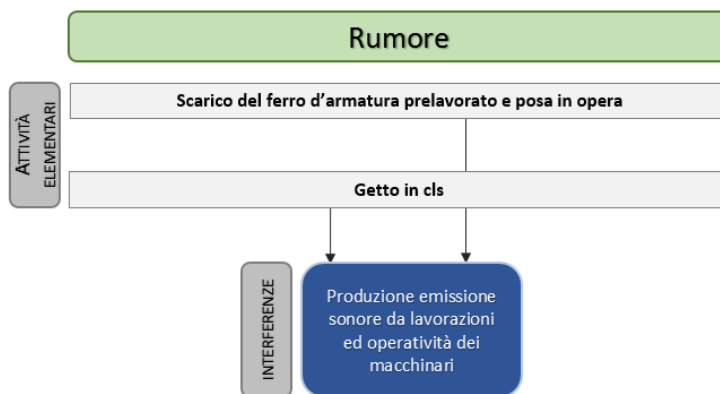 Rumore
ATTIVITÀ
ELEMENTARI
Scarico del ferro d'armatura prelavorato e posa in opera
Getto in cls
INTERFERENZE
Produzione emissione
sonore da lavorazioni
ed operatività dei
macchinari